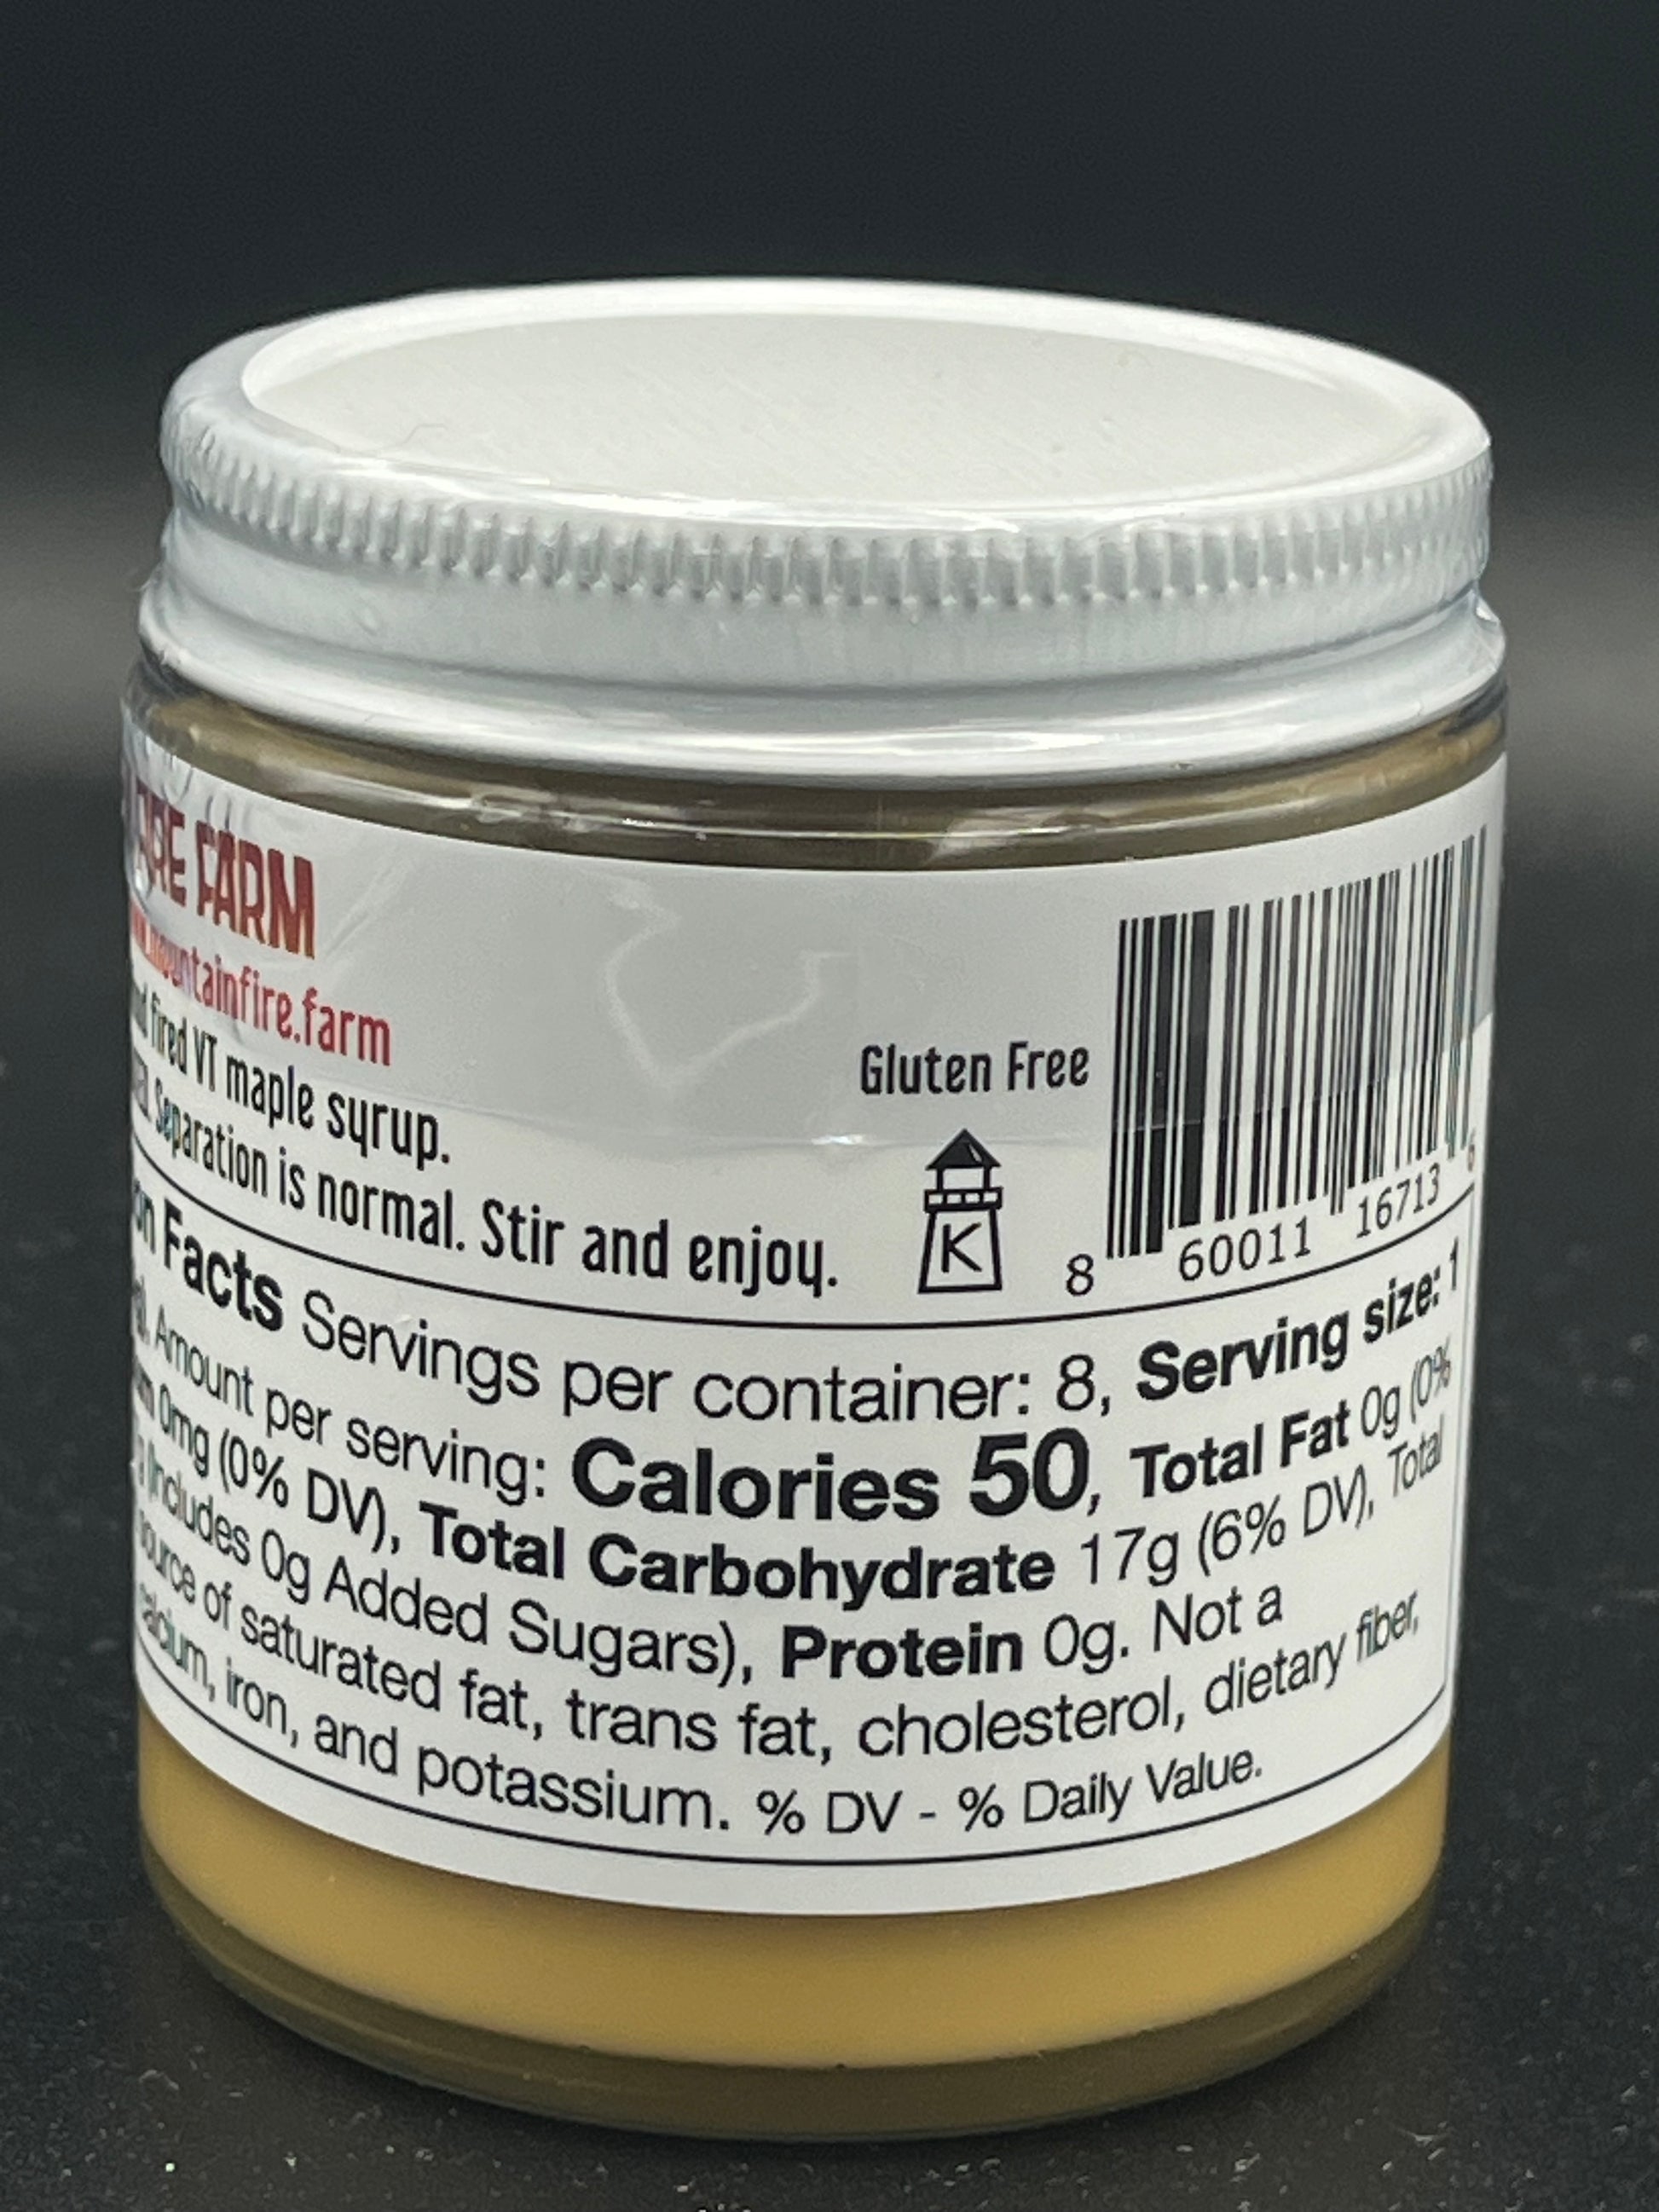 FARM
fired VT maple syrup.
Separation is normal. Stir and enjoy.
Gluten Free
K
8 60011 16713 6
Facts Servings per container: 8, Serving size: 1
Amount per serving: Calories 50, Total Fat 0g (0%
0mg (0% DV), Total Carbohydrate 17g (6% DV), Total
(Includes 0g Added Sugars), Protein 0g. Not a
source of saturated fat, trans fat, cholesterol, dietary fiber,
calcium, iron, and potassium. % DV - % Daily Value.